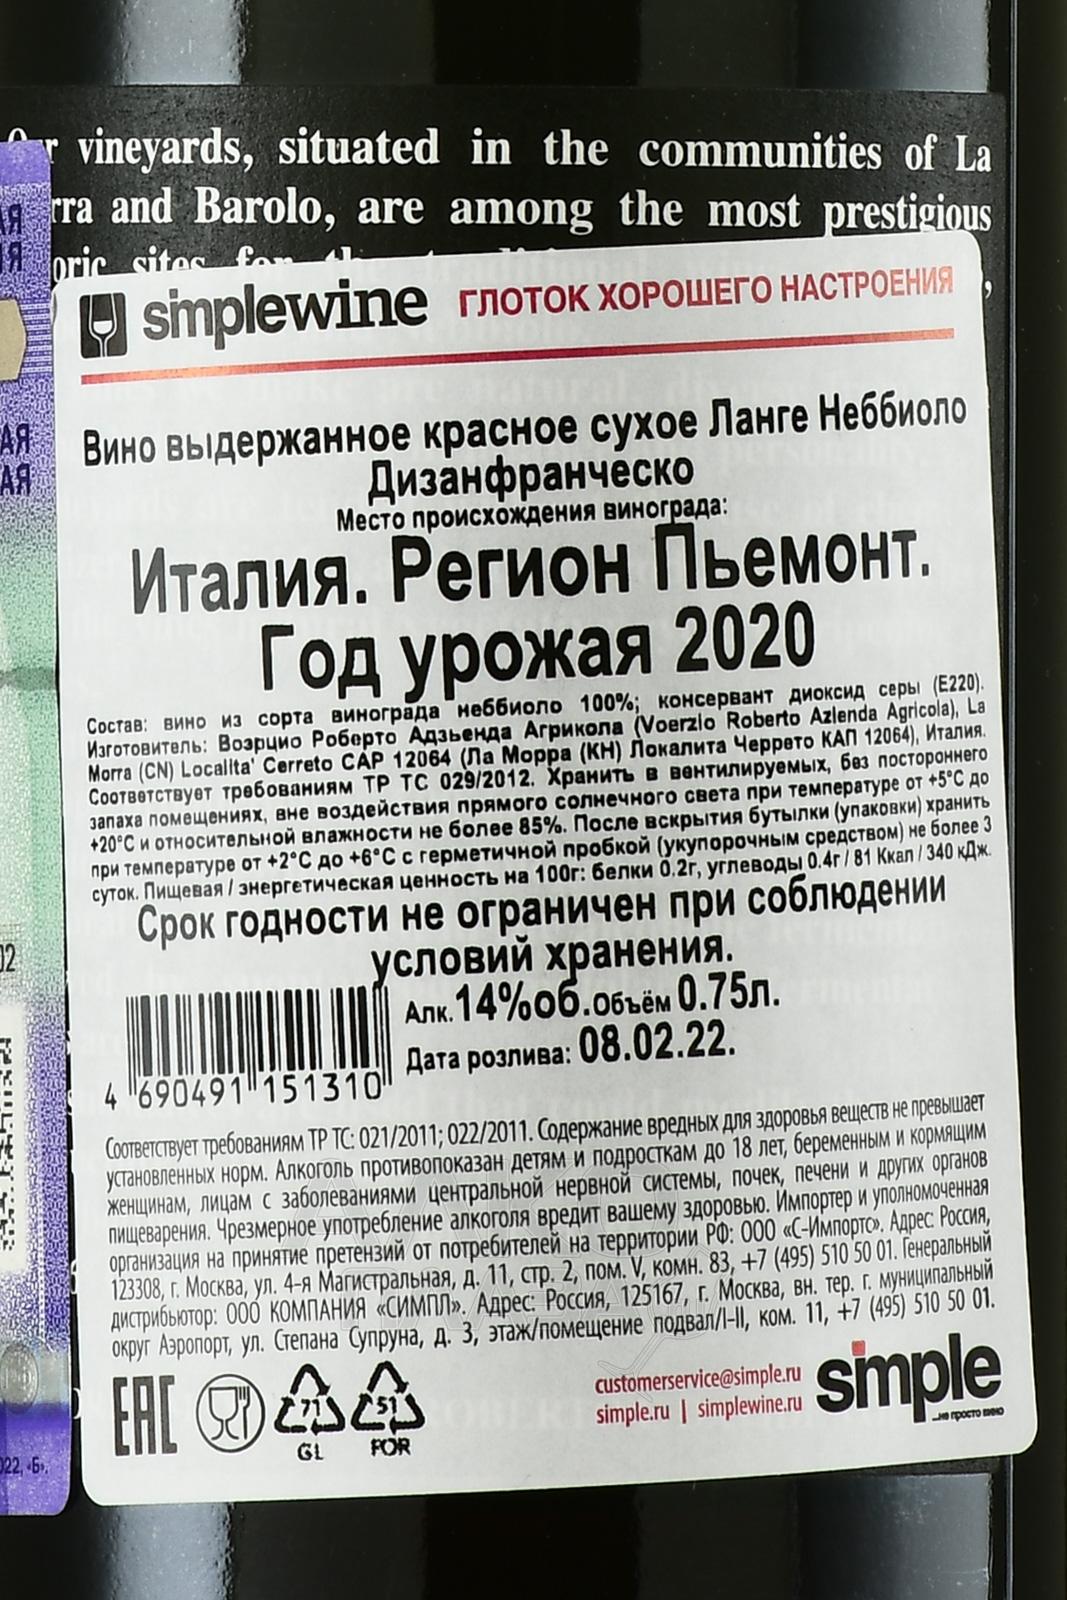 vineyards, situated in the communities of La
and Barolo, are among the most prestigious
sites for the
simplewine ГЛОТОК ХОРОШЕГО НАСТРОЕНИЯ
Вино выдержанное красное сухое Ланге Неббиоло
Дизанфранческо
Место происхождения винограда:
Италия. Регион Пьемонт.
Год урожая 2020
Состав: вино из сорта винограда неббиоло 100%; консервант диоксид серы (E220).
Изготовитель: Воэрцио Роберто Адзьенда Агрикола (Voerzio Roberto Azienda Agricola), La
Morra (CN) Localita' Cerreto CAP 12064 (Ла Морра (КН) Локалита Черрето КАП 12064), Италия.
Соответствует требованиям ТР ТС 029/2012. Хранить в вентилируемых, без постороннего
запаха помещениях, вне воздействия прямого солнечного света при температуре от +5°С до
+20°С и относительной влажности не более 85%. После вскрытия бутылки (упаковки) хранить
при температуре от +2°С до +6°С с герметичной пробкой (укупорочным средством) не более 3
суток. Пищевая / энергетическая ценность на 100г: белки 0.2г, углеводы 0.4г / 81 Ккал / 340 кДж.
Срок годности не ограничен при соблюдении
условий хранения.
Алк.14%об.Объём 0.75л.
Дата розлива: 08.02.22.
4 690491 151310
Соответствует требованиям ТР ТС: 021/2011; 022/2011. Содержание вредных для здоровья веществ не превышает
установленных норм. Алкоголь противопоказан детям и подросткам до 18 лет, беременным и кормящим
женщинам, лицам с заболеваниями центральной нервной системы, почек, печени и других органов
пищеварения. Чрезмерное употребление алкоголя вредит вашему здоровью. Импортер и уполномоченная
организация на принятие претензий от потребителей на территории РФ: ООО «С-Импортс». Адрес: Россия,
123308, г. Москва, ул. 4-я Магистральная, д. 11, стр. 2, пом. V, комн. 83, +7 (495) 510 50 01. Генеральный
дистрибьютор: ООО КОМПАНИЯ «СИМПЛ». Адрес: Россия, 125167, г. Москва, вн. тер. г. муниципальный
округ Аэропорт, ул. Степана Супруна, д. 3, этаж/помещение подвал/I-II, ком. 11, +7 (495) 510 50 01.
EAC
71
GL
51
FOR
customerservice@simple.ru
simple.ru | simplewine.ru
simple
...не просто вино